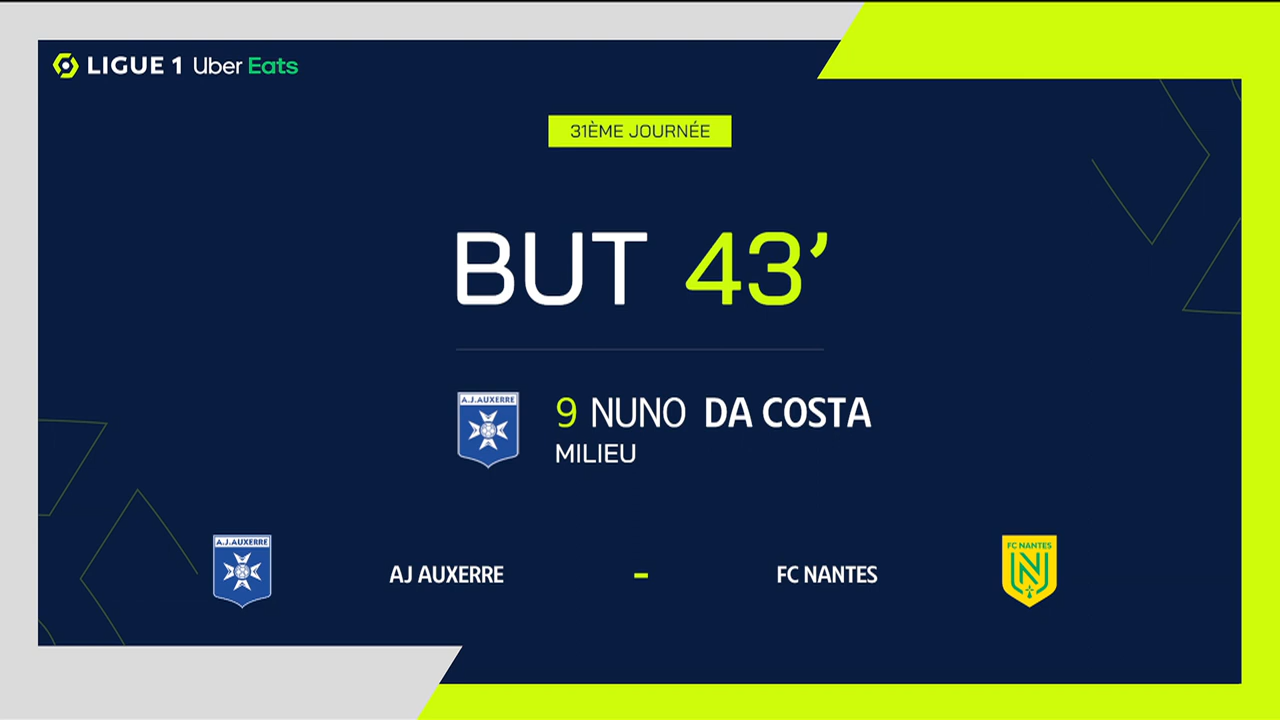 LIGUE 1 Uber Eats
31ÈME JOURNÉE
BUT 43’
A.J.AUXERRE
9 NUNO DA COSTA
MILIEU
A.J.AUXERRE
AJ AUXERRE - FC NANTES
FC NANTES
N